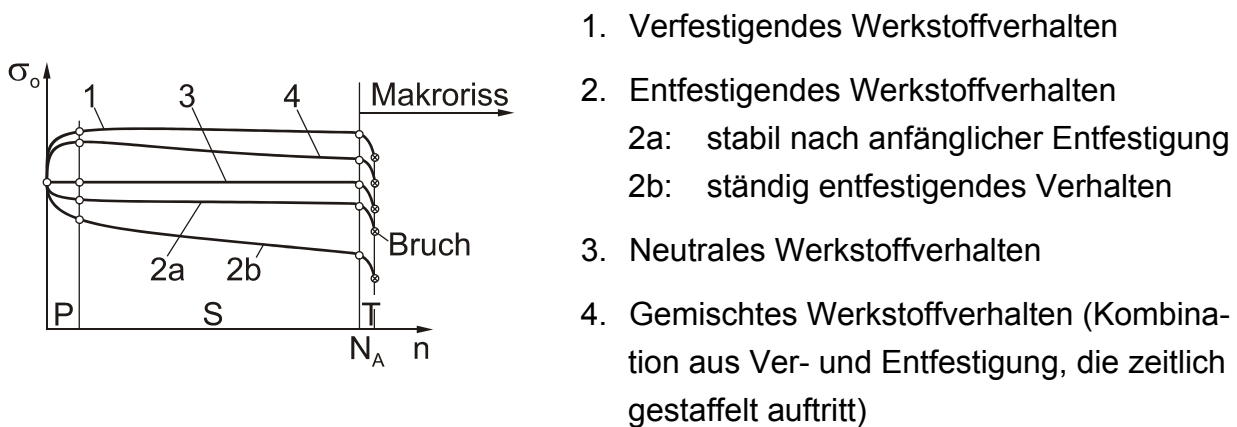 1. Verfestigendes Werkstoffverhalten
2. Entfestigendes Werkstoffverhalten
2a: stabil nach anfänglicher Entfestigung
2b: ständig entfestigendes Verhalten
3. Neutrales Werkstoffverhalten
4. Gemischtes Werkstoffverhalten (Kombina-
tion aus Ver- und Entfestigung, die zeitlich
gestaffelt auftritt)
σo
1 3 4 Makroriss
2a 2b Bruch
P S T
NA n